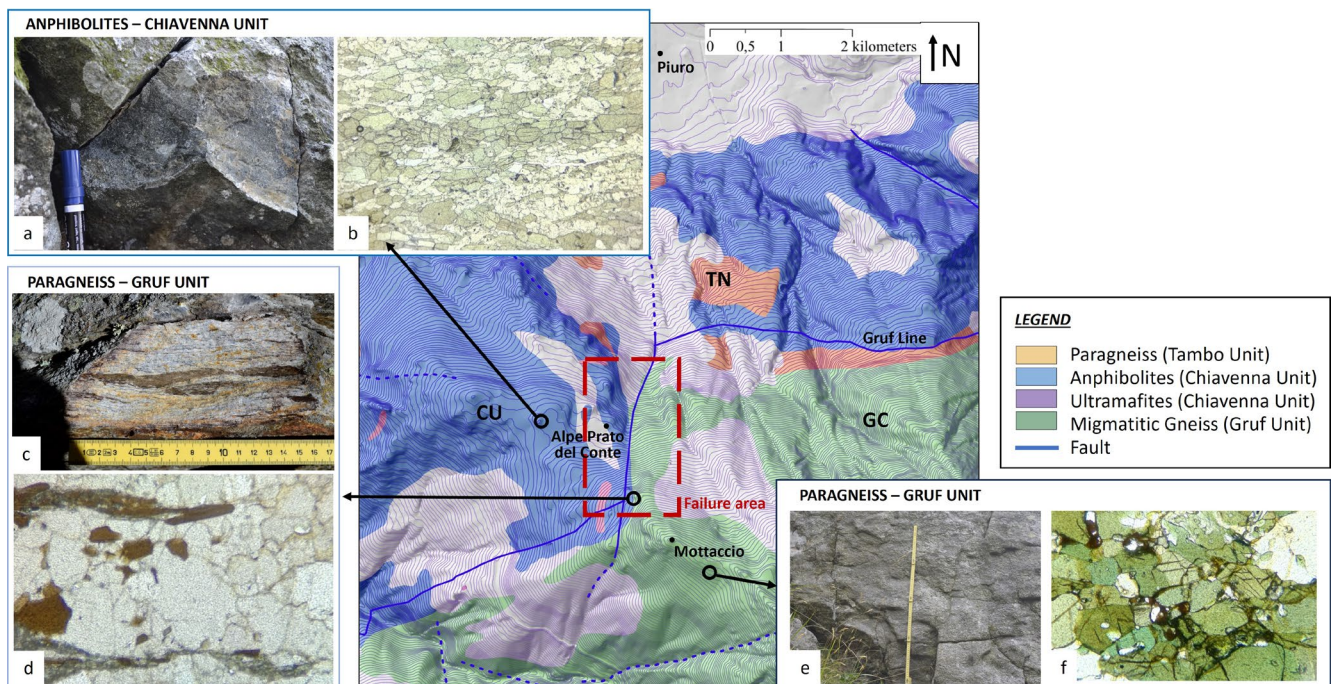 ANPHIBOLITES – CHIAVENNA UNIT
a
b
0 0,5 1 2 kilometers
N
Piuro
TN
Gruf Line
CU
GC
Alpe Prato
del Conte
Failure area
Mottaccio
PARAGNEISS – GRUF UNIT
c
d
LEGEND
Paragneiss (Tambo Unit)
Anphibolites (Chiavenna Unit)
Ultramafites (Chiavenna Unit)
Migmatitic Gneiss (Gruf Unit)
Fault
PARAGNEISS – GRUF UNIT
e
f